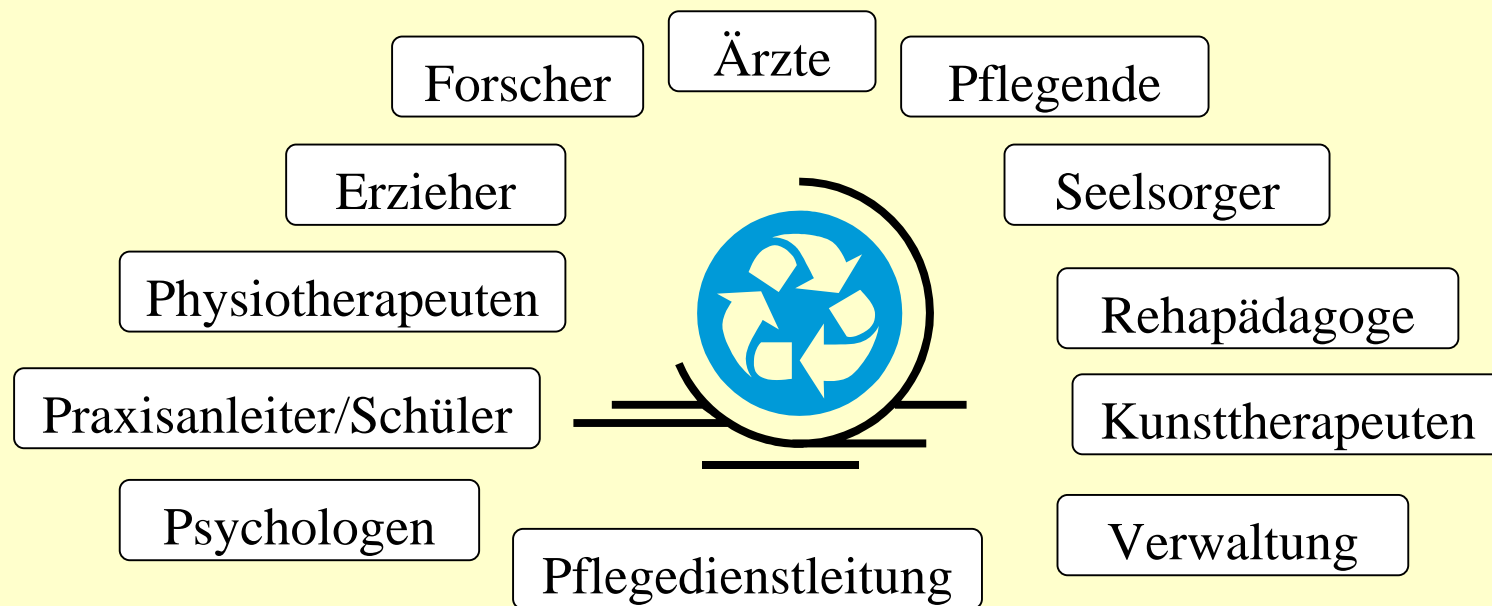 Ärzte
Forscher
Pflegende
Erzieher
Seelsorger
Physiotherapeuten
Rehapädagoge
Praxisanleiter/Schüler
Kunsttherapeuten
Psychologen
Verwaltung
Pflegedienstleitung